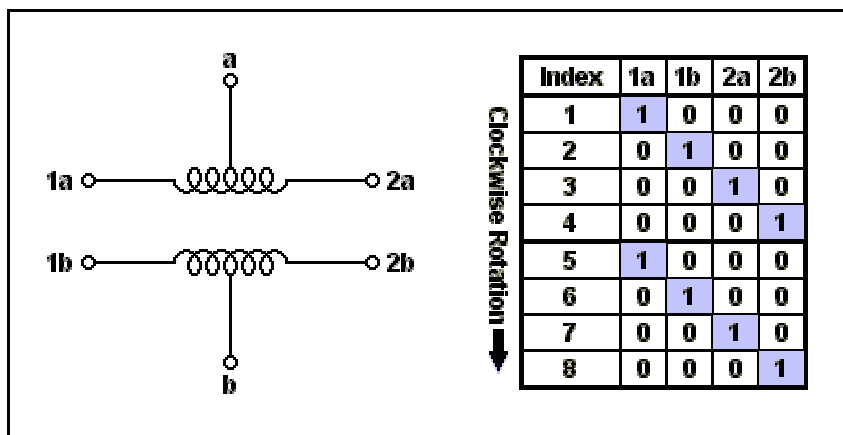 a
1a 2a
1b 2b
b
Clockwise Rotation
Index 1a 1b 2a 2b
1 1 0 0 0
2 0 1 0 0
3 0 0 1 0
4 0 0 0 1
5 1 0 0 0
6 0 1 0 0
7 0 0 1 0
8 0 0 0 1